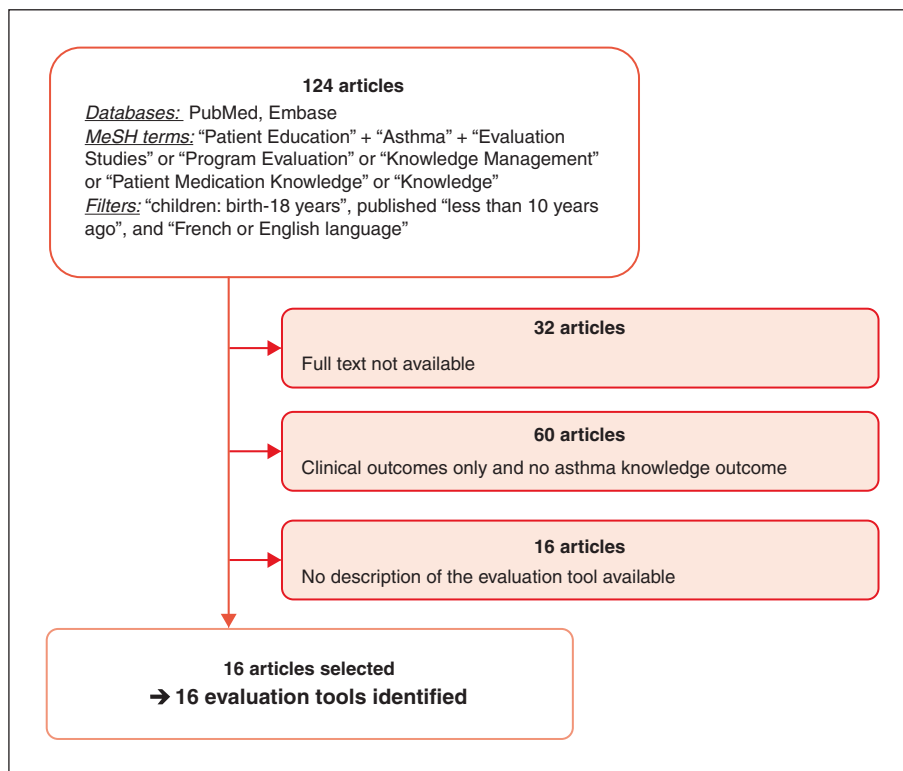 124 articles
Databases: PubMed, Embase
MeSH terms: “Patient Education” + “Asthma” + “Evaluation
Studies” or “Program Evaluation” or “Knowledge Management”
or “Patient Medication Knowledge” or “Knowledge”
Filters: “children: birth-18 years”, published “less than 10 years
ago”, and “French or English language”
32 articles
Full text not available
60 articles
Clinical outcomes only and no asthma knowledge outcome
16 articles
No description of the evaluation tool available
16 articles selected
➔ 16 evaluation tools identified